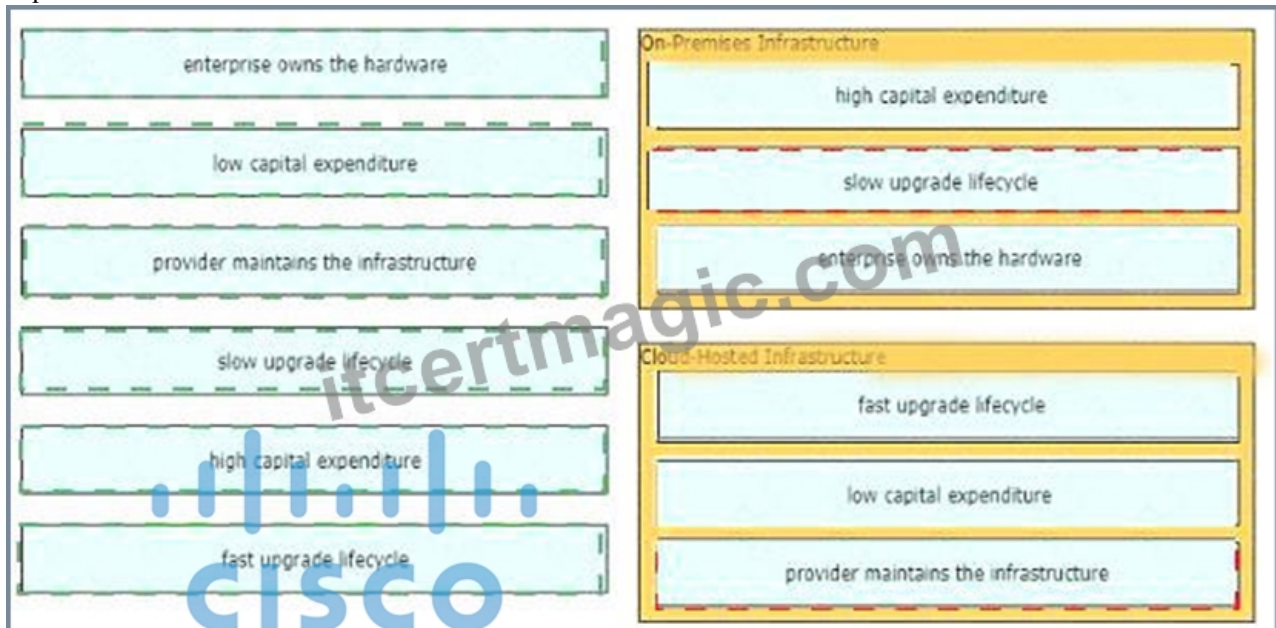 enterprise owns the hardware
low capital expenditure
provider maintains the infrastructure
slow upgrade lifecycle
high capital expenditure
fast upgrade lifecycle
On-Premises Infrastructure
high capital expenditure
slow upgrade lifecycle
enterprise owns the hardware
Cloud-Hosted Infrastructure
fast upgrade lifecycle
low capital expenditure
provider maintains the infrastructure
itcertmagic.com
CISCO